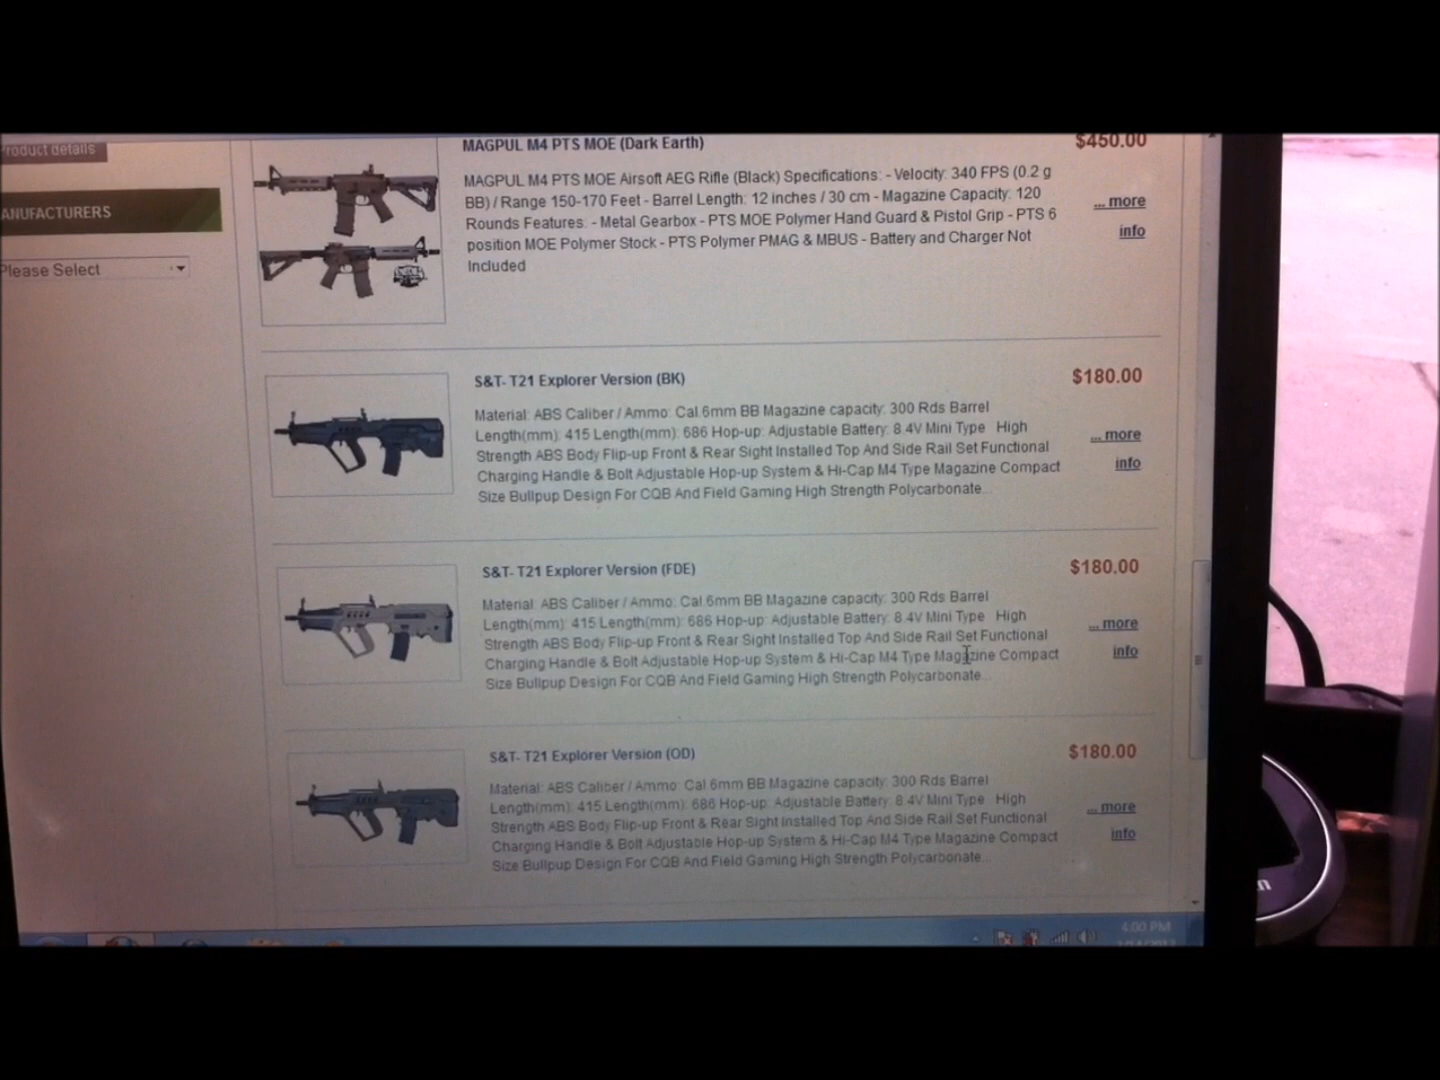 Product details
ANUFACTURERS
Please Select
MAGPUL M4 PTS MOE (Dark Earth)
$450.00
MAGPUL M4 PTS MOE Airsoft AEG Rifle (Black) Specifications: - Velocity: 340 FPS (0.2 g
BB) / Range 150-170 Feet - Barrel Length: 12 inches / 30 cm - Magazine Capacity: 120
Rounds Features: - Metal Gearbox - PTS MOE Polymer Hand Guard & Pistol Grip - PTS 6
position MOE Polymer Stock - PTS Polymer PMAG & MBUS - Battery and Charger Not
Included
... more
info
S&T- T21 Explorer Version (BK)
$180.00
Material: ABS Caliber / Ammo: Cal.6mm BB Magazine capacity: 300 Rds Barrel
Length(mm): 415 Length(mm): 686 Hop-up: Adjustable Battery: 8.4V Mini Type High
Strength ABS Body Flip-up Front & Rear Sight Installed Top And Side Rail Set Functional
Charging Handle & Bolt Adjustable Hop-up System & Hi-Cap M4 Type Magazine Compact
Size Bullpup Design For CQB And Field Gaming High Strength Polycarbonate...
... more
info
S&T- T21 Explorer Version (FDE)
$180.00
Material: ABS Caliber / Ammo: Cal.6mm BB Magazine capacity: 300 Rds Barrel
Length(mm): 415 Length(mm): 686 Hop-up: Adjustable Battery: 8.4V Mini Type High
Strength ABS Body Flip-up Front & Rear Sight Installed Top And Side Rail Set Functional
Charging Handle & Bolt Adjustable Hop-up System & Hi-Cap M4 Type Magazine Compact
Size Bullpup Design For CQB And Field Gaming High Strength Polycarbonate...
... more
info
S&T- T21 Explorer Version (OD)
$180.00
Material: ABS Caliber / Ammo: Cal.6mm BB Magazine capacity: 300 Rds Barrel
Length(mm): 415 Length(mm): 686 Hop-up: Adjustable Battery: 8.4V Mini Type High
Strength ABS Body Flip-up Front & Rear Sight Installed Top And Side Rail Set Functional
Charging Handle & Bolt Adjustable Hop-up System & Hi-Cap M4 Type Magazine Compact
Size Bullpup Design For CQB And Field Gaming High Strength Polycarbonate...
... more
info
4:00 PM